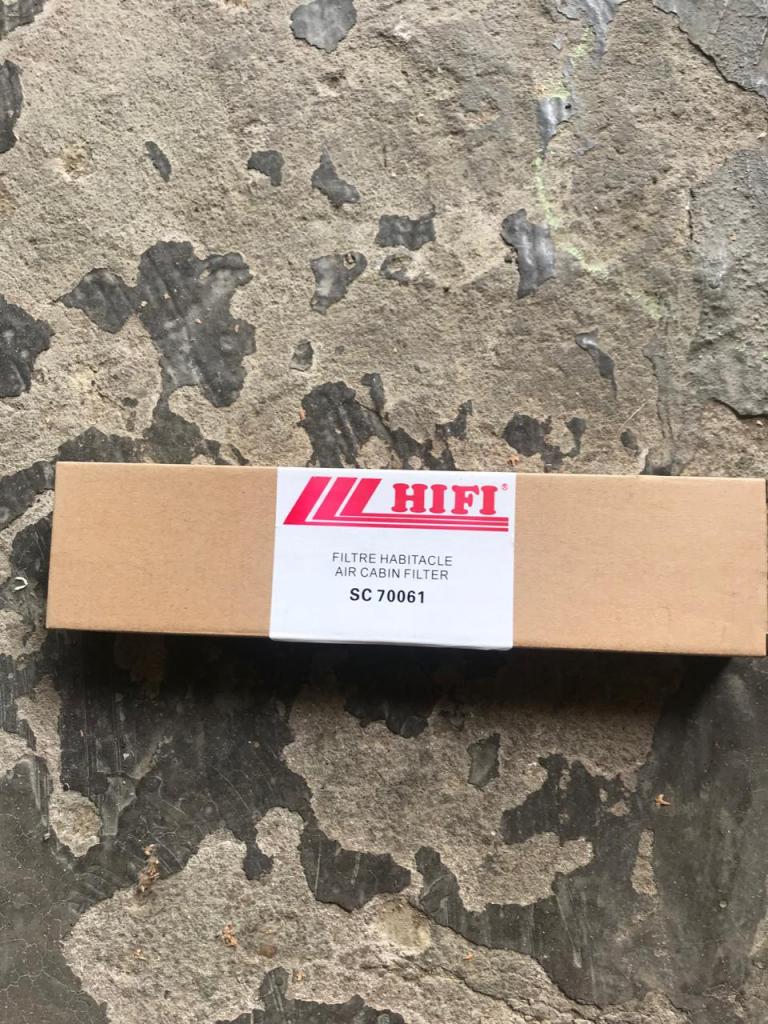 HIFI®
FILTRE HABITACLE
AIR CABIN FILTER
SC 70061